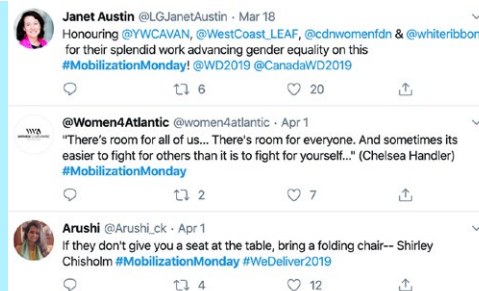 Janet Austin @LGJanetAustin · Mar 18
Honouring @YWCAVAN, @WestCoast_LEAF, @cdnwomenfdn & @whiteribbon
for their splendid work advancing gender equality on this
#MobilizationMonday! @WD2019 @CanadaWD2019
6 20
@Women4Atlantic @women4atlantic · Apr 1
"There's room for all of us... There's room for everyone. And sometimes its
easier to fight for others than it is to fight for yourself..." (Chelsea Handler)
#MobilizationMonday
2 7
Arushi @Arushi_ck · Apr 1
If they don't give you a seat at the table, bring a folding chair-- Shirley
Chisholm #MobilizationMonday #WeDeliver2019
4 12